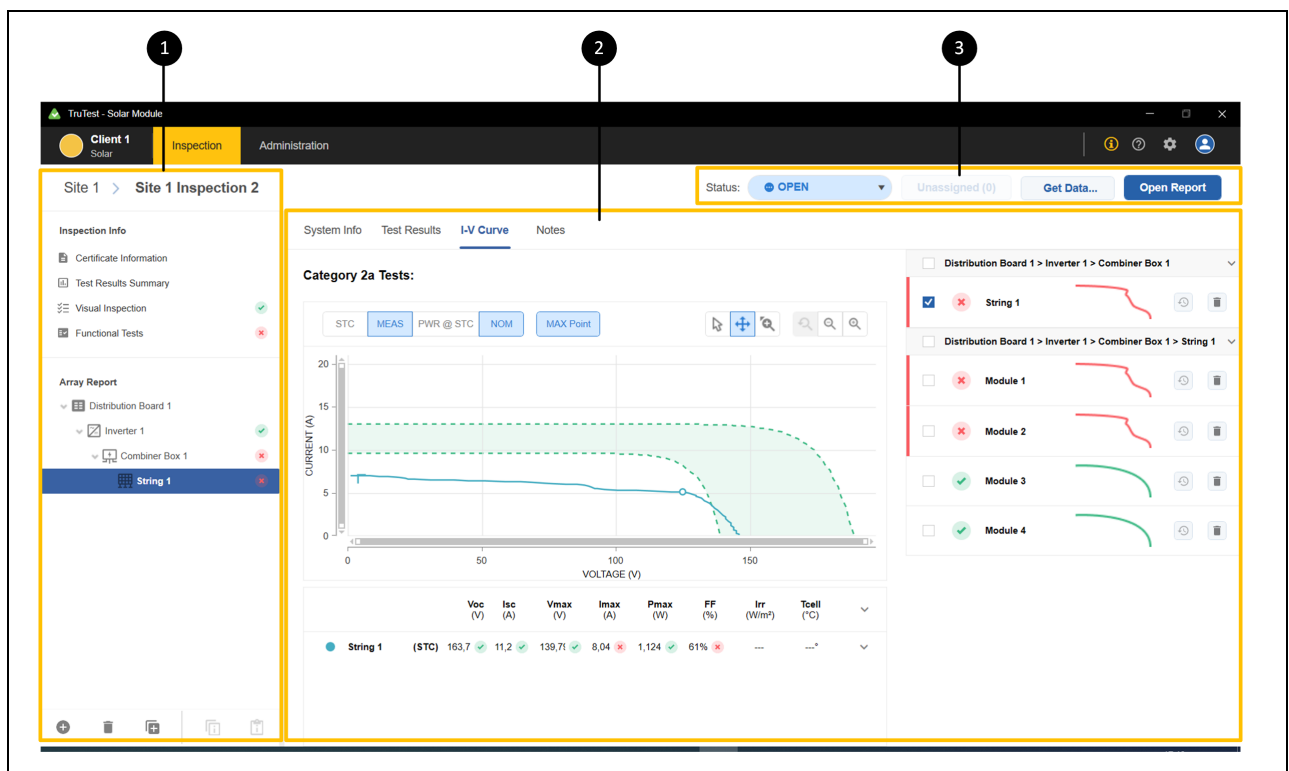 1
2
3
TruTest - Solar Module
Client 1
Solar
Inspection
Administration
Site 1 > Site 1 Inspection 2
Status:
OPEN
Unassigned (0)
Get Data...
Open Report
Inspection Info
Certificate Information
Test Results Summary
Visual Inspection
Functional Tests
Array Report
Distribution Board 1
Inverter 1
Combiner Box 1
String 1
System Info
Test Results
I-V Curve
Notes
Category 2a Tests:
STC
MEAS
PWR @ STC
NOM
MAX Point
20
15
10
5
0
CURRENT (A)
0
50
100
150
VOLTAGE (V)
Voc Isc Vmax Imax Pmax FF Irr Tcell
(V) (A) (V) (A) (W) (%) (W/m²) (°C)
String 1 (STC) 163,7 11,2 139,79 8,04 1,124 61% --- ---°
Distribution Board 1 > Inverter 1 > Combiner Box 1
String 1
Distribution Board 1 > Inverter 1 > Combiner Box 1 > String 1
Module 1
Module 2
Module 3
Module 4